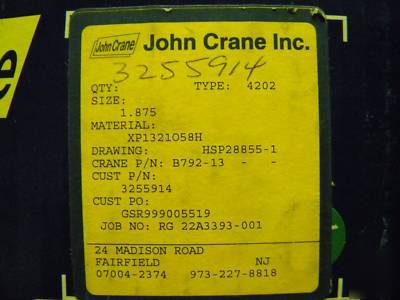 John Crane John Crane Inc.
3255914
QTY: TYPE: 4202
SIZE:
1.875
MATERIAL:
XP1321O58H
DRAWING: HSP28855-1
CRANE P/N: B792-13 - -
CUST P/N:
3255914
CUST PO:
GSR999005519
JOB NO: RG 22A3393-001
24 MADISON ROAD
FAIRFIELD NJ
07004-2374 973-227-8818